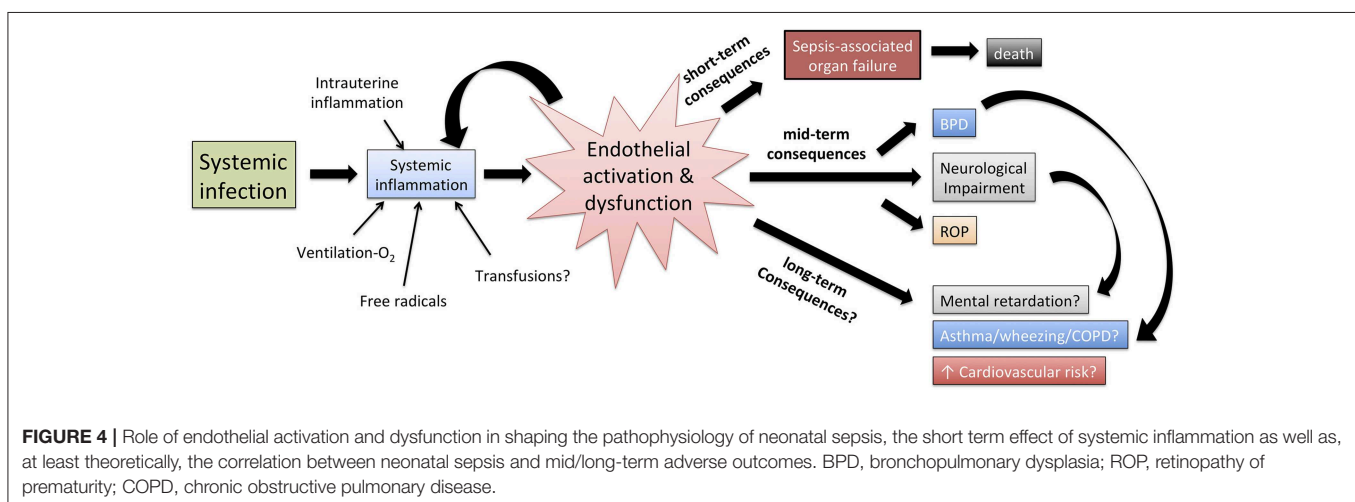 Systemic
infection
Intrauterine
inflammation
Systemic
inflammation
Ventilation-O₂
Free radicals
Transfusions?
Endothelial
activation &
dysfunction
short-term
consequences
Sepsis-associated
organ failure
death
mid-term
consequences
BPD
Neurological
Impairment
ROP
long-term
Consequences?
Mental retardation?
Asthma/wheezing/COPD?
↑ Cardiovascular risk?
FIGURE 4 | Role of endothelial activation and dysfunction in shaping the pathophysiology of neonatal sepsis, the short term effect of systemic inflammation as well as,
at least theoretically, the correlation between neonatal sepsis and mid/long-term adverse outcomes. BPD, bronchopulmonary dysplasia; ROP, retinopathy of
prematurity; COPD, chronic obstructive pulmonary disease.